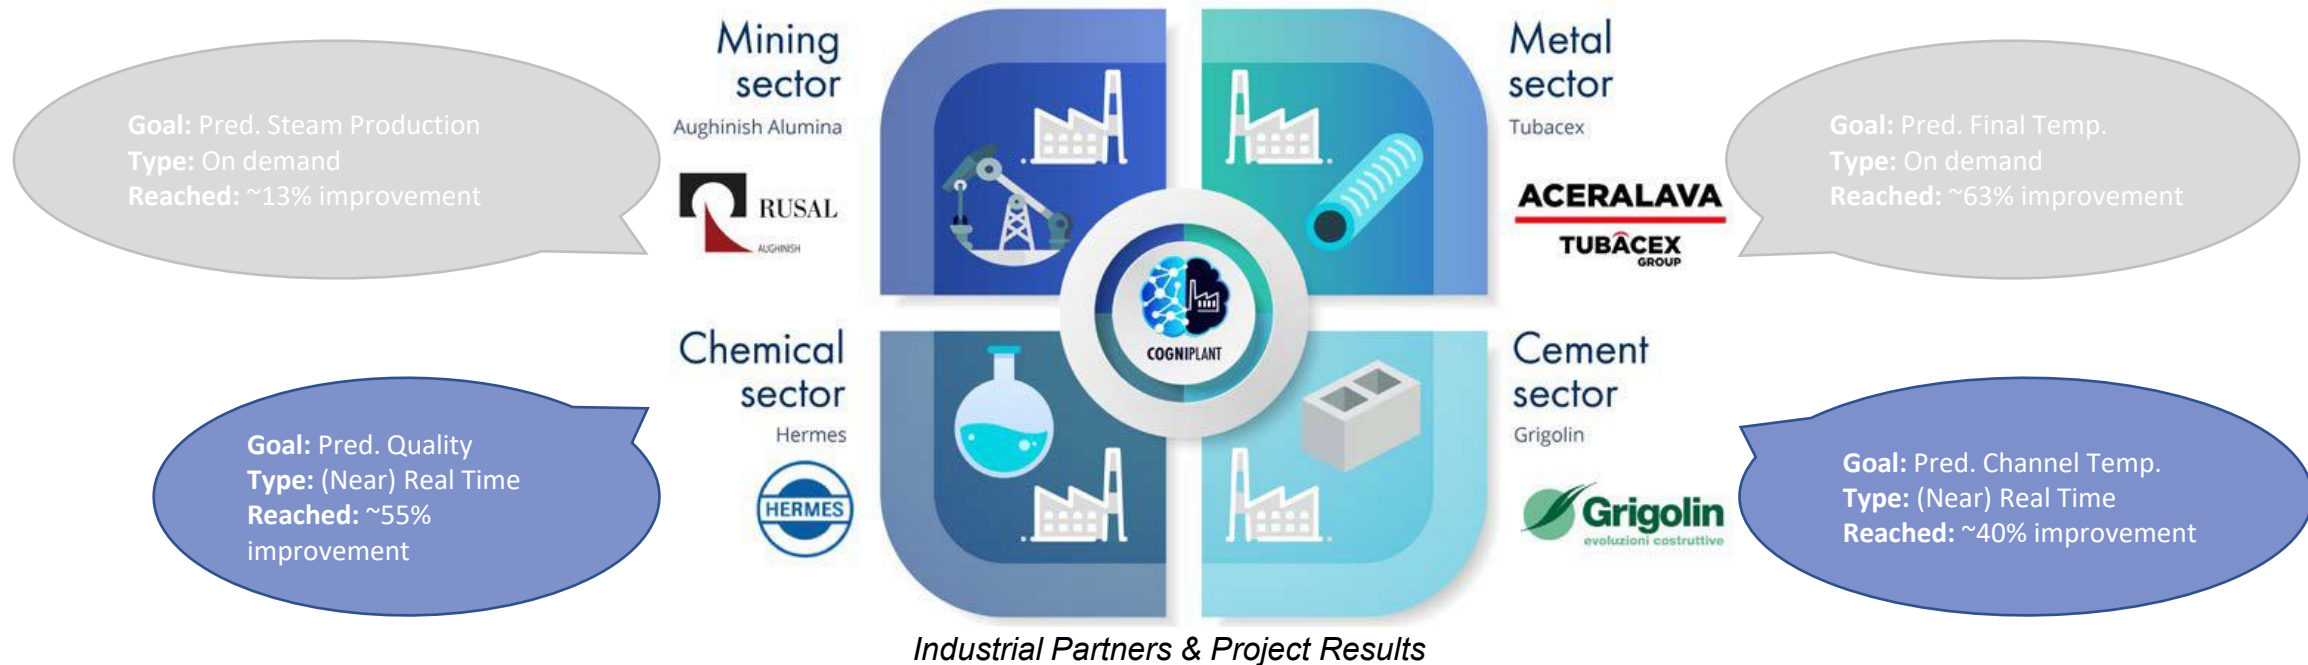 Goal: Pred. Steam Production
Type: On demand
Reached: ~13% improvement
Mining
sector
Aughinish Alumina
RUSAL
AUGHINISH
Metal
sector
Tubacex
ACERALAVA
TUBACEX
GROUP
Goal: Pred. Final Temp.
Type: On demand
Reached: ~63% improvement
COGNIPLANT
Goal: Pred. Quality
Type: (Near) Real Time
Reached: ~55%
improvement
Chemical
sector
Hermes
HERMES
Cement
sector
Grigolin
Grigolin
evoluzioni costruttive
Goal: Pred. Channel Temp.
Type: (Near) Real Time
Reached: ~40% improvement
Industrial Partners & Project Results